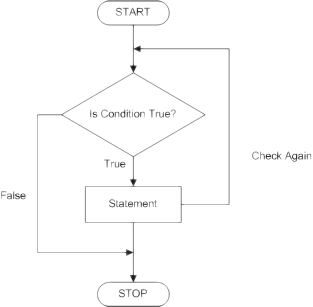 START
Is Condition True?
True
Check Again
False
Statement
STOP